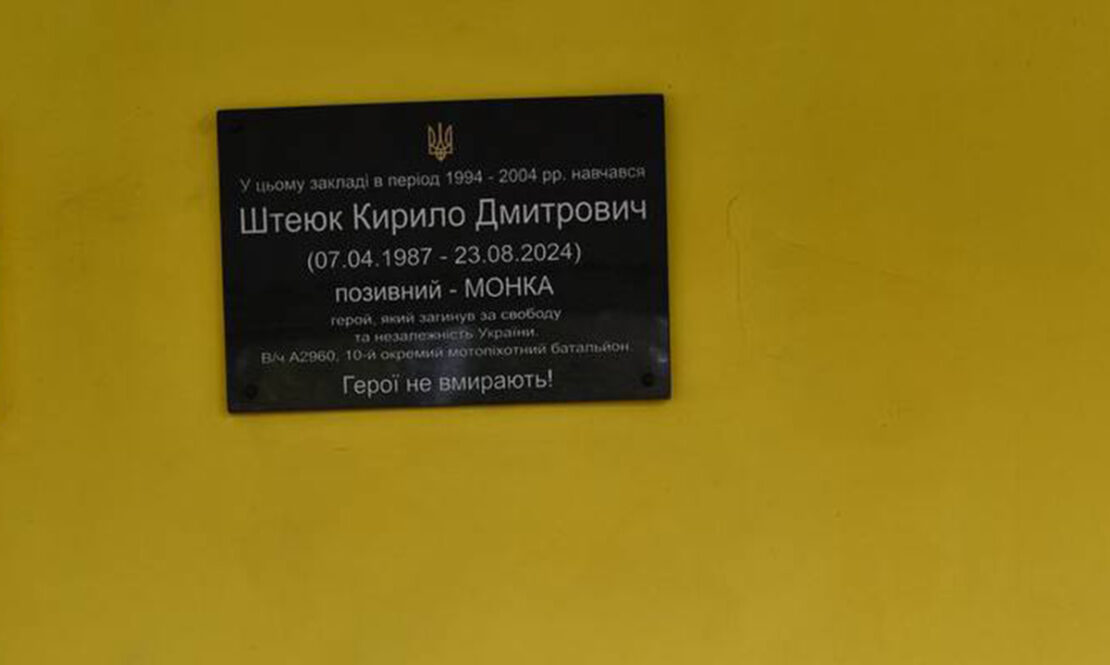 У цьому закладі в період 1994 - 2004 рр. навчався
Штеюк Кирило Дмитрович
(07.04.1987 - 23.08.2024)
позивний - МОНКА
герой, який загинув за свободу
та незалежність України.
В/ч А2960, 10-й окремий мотопіхотний батальйон.
Герої не вмирають!